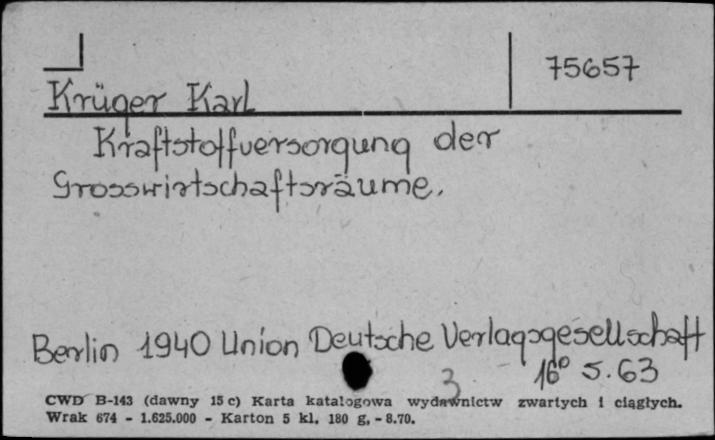 75657
Krüger Karl
Kraftstoffversorgung der
Grosswirtschaftsräume.
Berlin 1940 Union Deutsche Verlagsgesellschaft
16° s. 63
3
CWD B-143 (dawny 15 c) Karta katalogowa wydawnictw zwartych i ciągłych.
Wrak 674 - 1.625.000 - Karton 5 kl. 180 g. - 8.70.